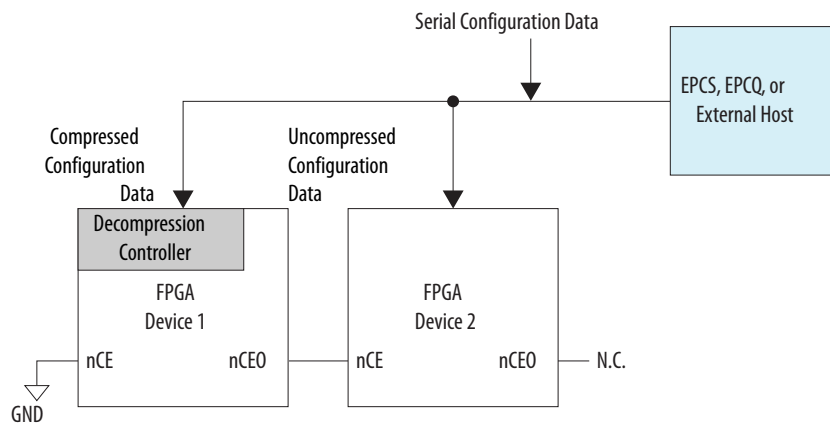 Serial Configuration Data
EPCS, EPCQ, or
External Host
Compressed
Configuration
Data
Uncompressed
Configuration
Data
Decompression
Controller
FPGA
Device 1
FPGA
Device 2
nCE
nCEO
nCE
nCEO
N.C.
GND